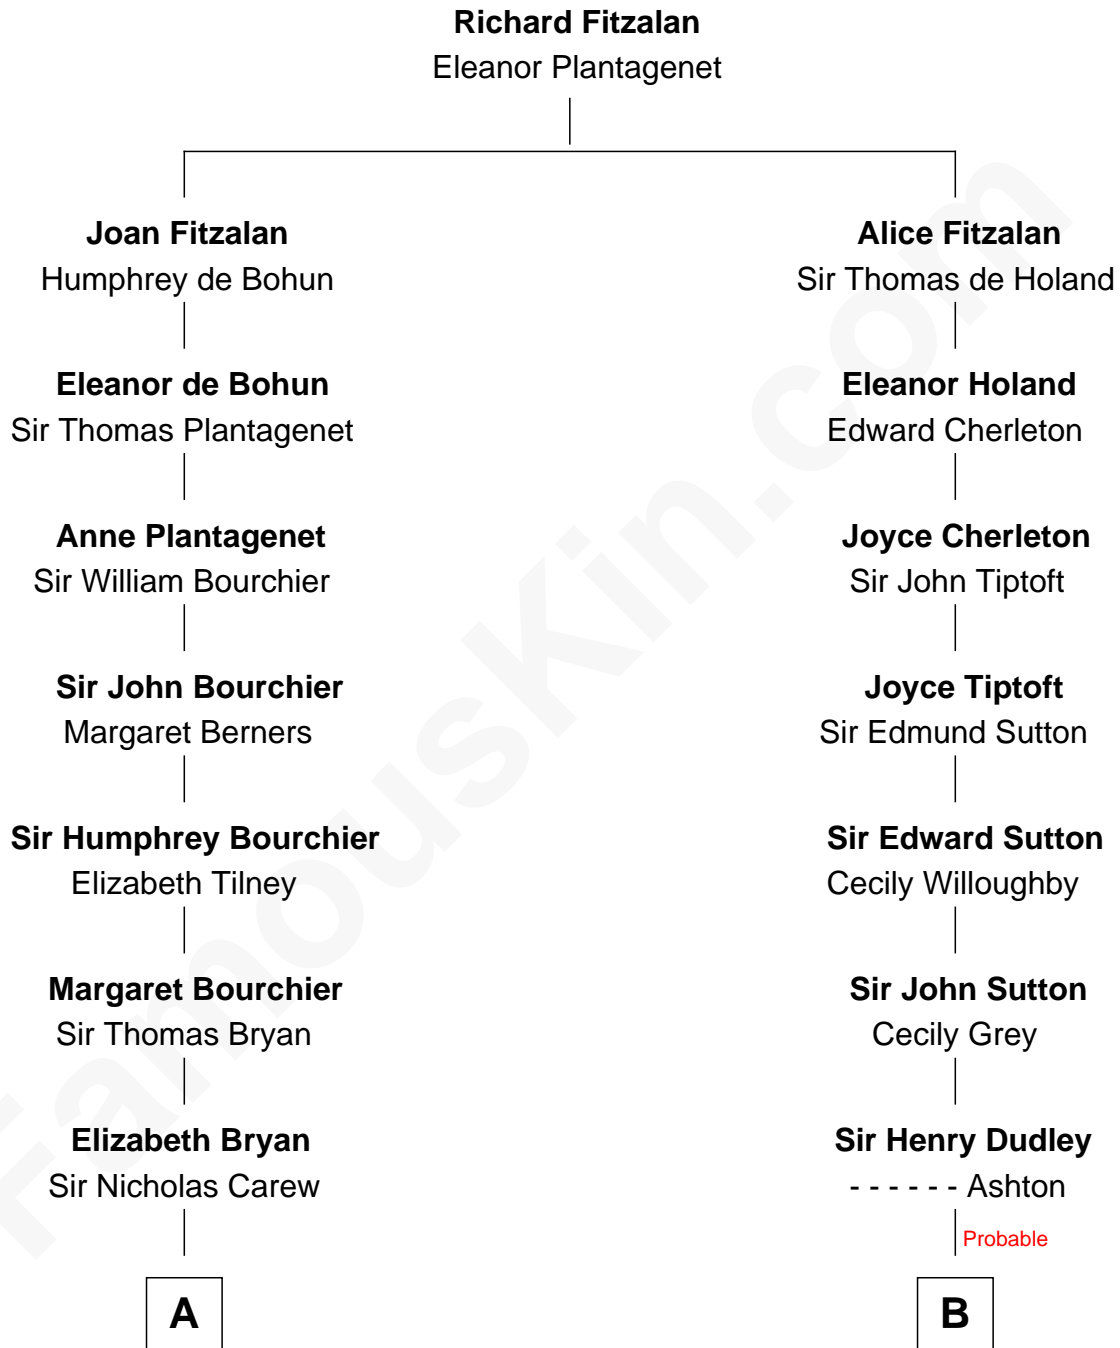 Richard Fitzalan
Eleanor Plantagenet
Joan Fitzalan
Humphrey de Bohun
Eleanor de Bohun
Sir Thomas Plantagenet
Anne Plantagenet
Sir William Bourchier
Sir John Bourchier
Margaret Berners
Sir Humphrey Bourchier
Elizabeth Tilney
Margaret Bourchier
Sir Thomas Bryan
Elizabeth Bryan
Sir Nicholas Carew
A
Alice Fitzalan
Sir Thomas de Holand
Eleanor Holand
Edward Cherleton
Joyce Cherleton
Sir John Tiptoft
Joyce Tiptoft
Sir Edmund Sutton
Sir Edward Sutton
Cecily Willoughby
Sir John Sutton
Cecily Grey
Sir Henry Dudley
- - - - - - Ashton
Probable
B
FamousKin.com